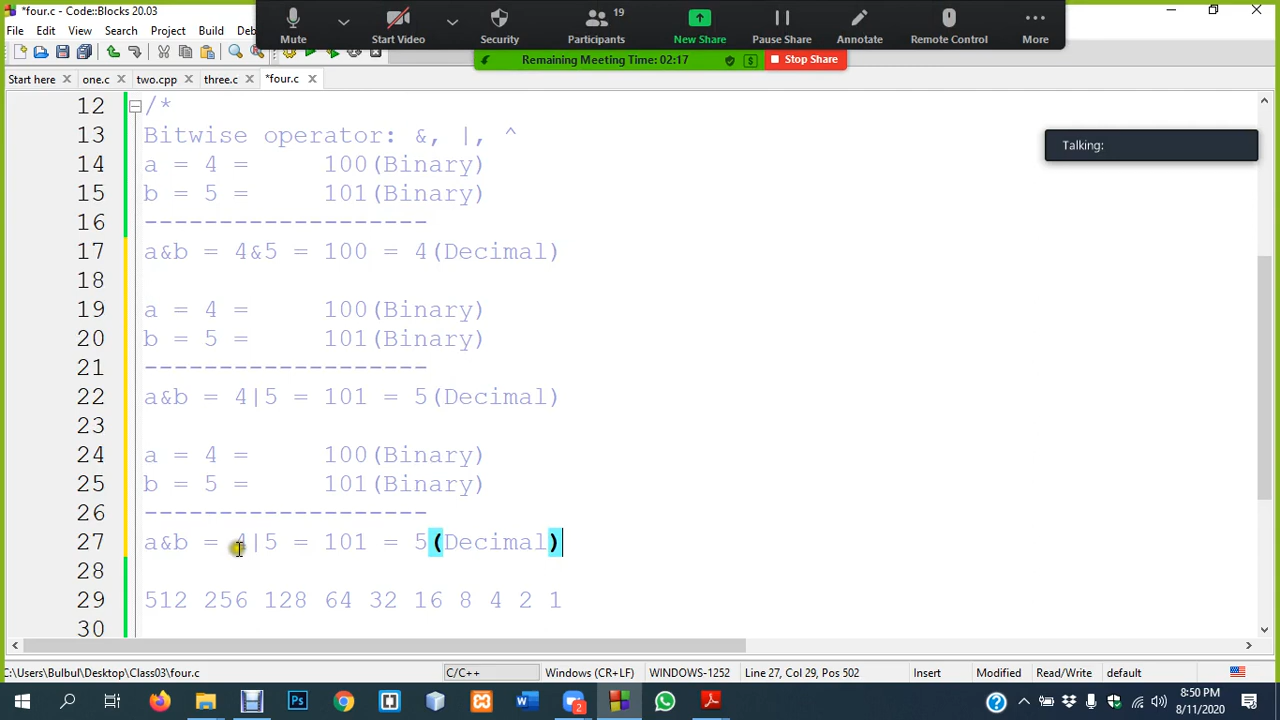 *four.c - Code::Blocks 20.03
File Edit View Search Project Build Deb
Mute Start Video Security Participants 19 New Share Pause Share Annotate Remote Control More
Remaining Meeting Time: 02:17 $ Stop Share
Start here one.c two.cpp three.c *four.c
Talking:
12 /*
13 Bitwise operator: &, |, ^
14 a = 4 = 100(Binary)
15 b = 5 = 101(Binary)
16 -------------------
17 a&b = 4&5 = 100 = 4(Decimal)
18
19 a = 4 = 100(Binary)
20 b = 5 = 101(Binary)
21 -------------------
22 a&b = 4|5 = 101 = 5(Decimal)
23
24 a = 4 = 100(Binary)
25 b = 5 = 101(Binary)
26 -------------------
27 a&b = 4|5 = 101 = 5(Decimal)
28
29 512 256 128 64 32 16 8 4 2 1
30
C:\Users\Bulbul\Desktop\Class03\four.c C/C++ Windows (CR+LF) WINDOWS-1252 Line 27, Col 29, Pos 502 Insert Modified Read/Write default
Ps 2 W
8:50 PM
8/11/2020